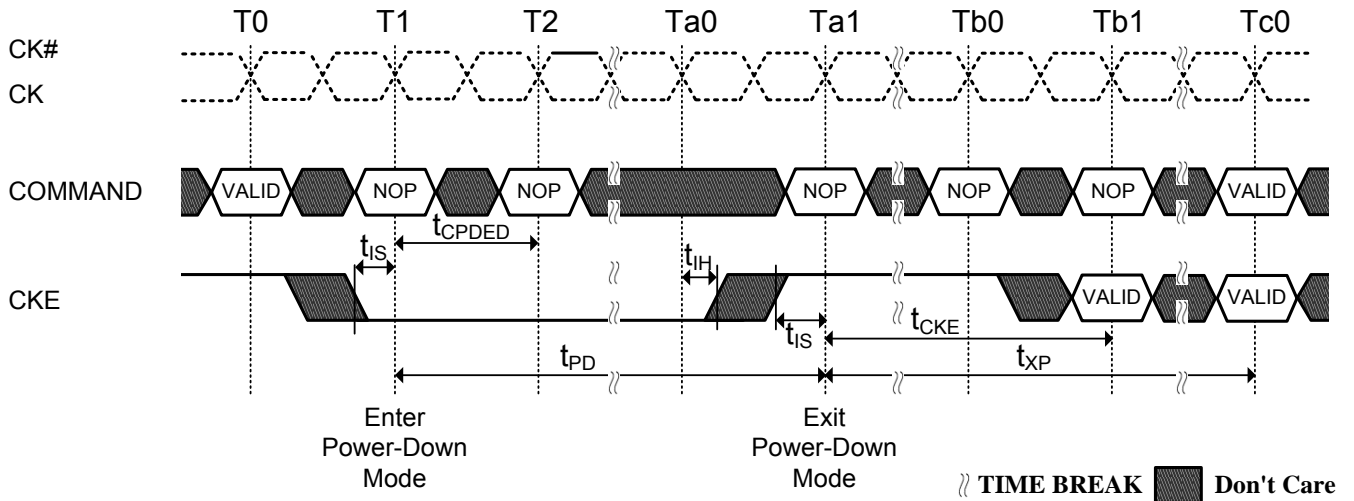 T0 T1 T2 Ta0 Ta1 Tb0 Tb1 Tc0
CK#
CK
COMMAND VALID NOP NOP NOP NOP NOP VALID
tCPDED
tIS tIH
CKE VALID VALID
tIS tCKE
tPD tXP
Enter
Power-Down
Mode
Exit
Power-Down
Mode
TIME BREAK Don't Care